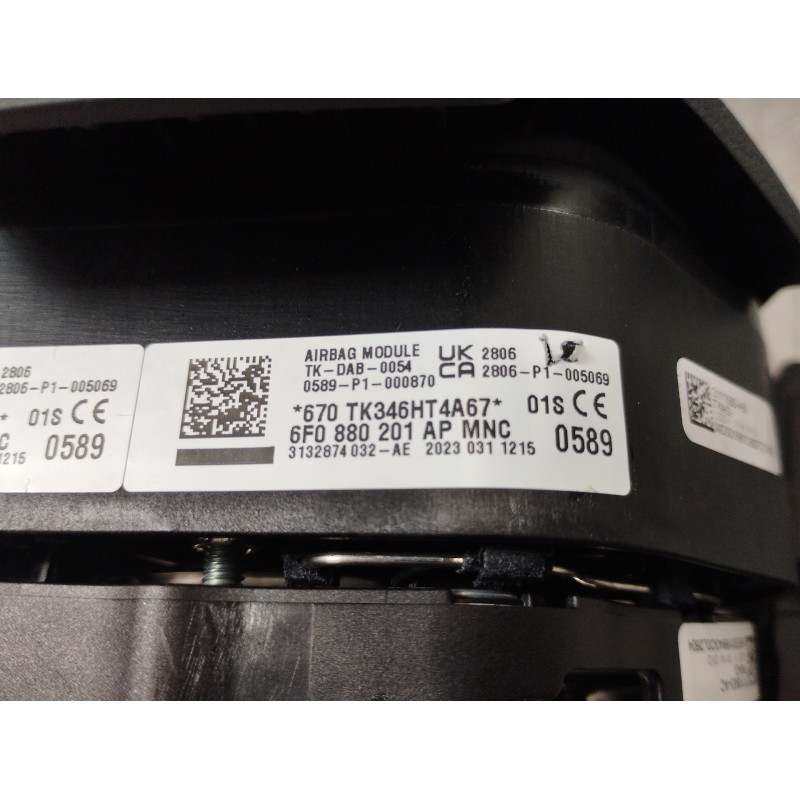 2806
2806-P1-005069
* 01S CE
C 0589
1215
AIRBAG MODULE
TK-DAB-0054
0589-P1-000870
UK
CA
2806
2806-P1-005069
*670 TK346HT4A67* 01S CE
6F0 880 201 AP MNC 0589
3132874 032-AE 2023 031 1215